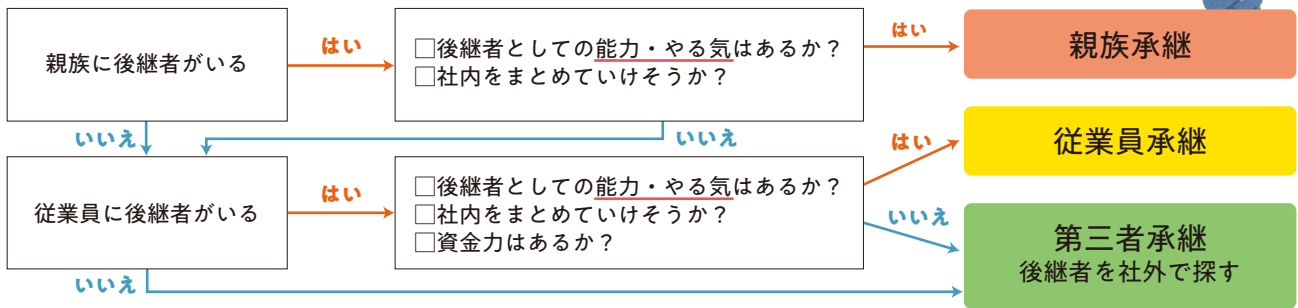 親族に後継者がいる
はい
□後継者としての能力・やる気はあるか？
□社内をまとめていけそうか？
はい
親族承継
いいえ
いいえ
従業員に後継者がいる
はい
□後継者としての能力・やる気はあるか？
□社内をまとめていけそうか？
□資金力はあるか？
はい
従業員承継
いいえ
第三者承継
後継者を社外で探す
いいえ